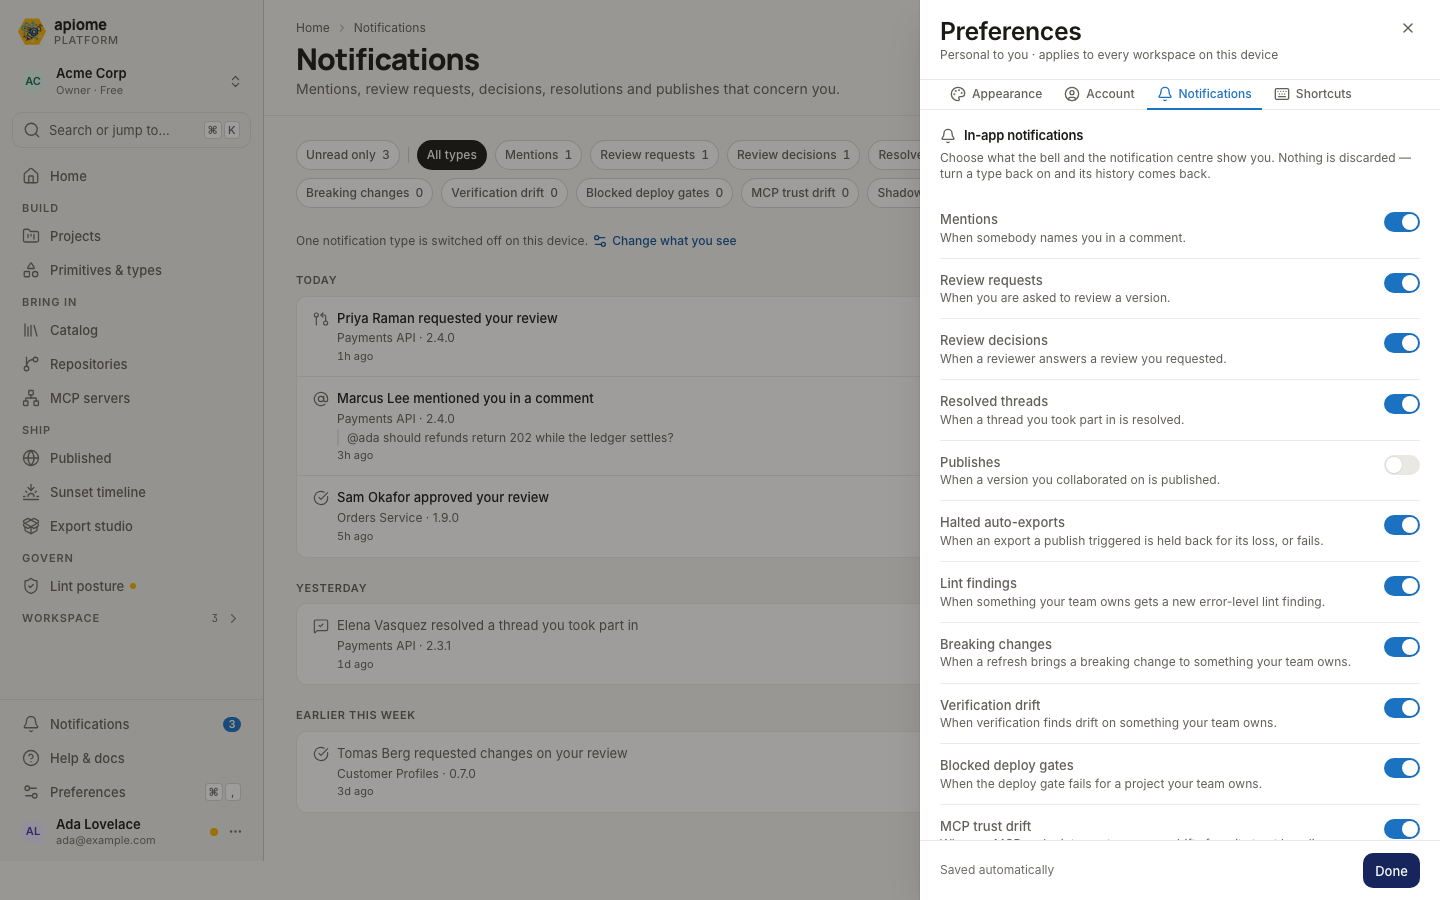 apiome
PLATFORM
AC
Acme Corp
Owner · Free
Search or jump to...
⌘ K
Home
BUILD
Projects
Primitives & types
BRING IN
Catalog
Repositories
MCP servers
SHIP
Published
Sunset timeline
Export studio
GOVERN
Lint posture
WORKSPACE 3
Notifications 3
Help & docs
Preferences ⌘ ,
AL
Ada Lovelace
ada@example.com
Home > Notifications
Notifications
Mentions, review requests, decisions, resolutions and publishes that concern you.
Unread only 3 All types Mentions 1 Review requests 1 Review decisions 1
Breaking changes 0 Verification drift 0 Blocked deploy gates 0 MCP trust drift 0
One notification type is switched off on this device. Change what you see
TODAY
Priya Raman requested your review
Payments API · 2.4.0
1h ago
Marcus Lee mentioned you in a comment
Payments API · 2.4.0
@ada should refunds return 202 while the ledger settles?
3h ago
Sam Okafor approved your review
Orders Service · 1.9.0
5h ago
YESTERDAY
Elena Vasquez resolved a thread you took part in
Payments API · 2.3.1
1d ago
EARLIER THIS WEEK
Tomas Berg requested changes on your review
Customer Profiles · 0.7.0
3d ago
Preferences
Personal to you · applies to every workspace on this device
Appearance Account Notifications Shortcuts
In-app notifications
Choose what the bell and the notification centre show you. Nothing is discarded —
turn a type back on and its history comes back.
Mentions
When somebody names you in a comment.
Review requests
When you are asked to review a version.
Review decisions
When a reviewer answers a review you requested.
Resolved threads
When a thread you took part in is resolved.
Publishes
When a version you collaborated on is published.
Halted auto-exports
When an export a publish triggered is held back for its loss, or fails.
Lint findings
When something your team owns gets a new error-level lint finding.
Breaking changes
When a refresh brings a breaking change to something your team owns.
Verification drift
When verification finds drift on something your team owns.
Blocked deploy gates
When the deploy gate fails for a project your team owns.
MCP trust drift
Saved automatically
Done